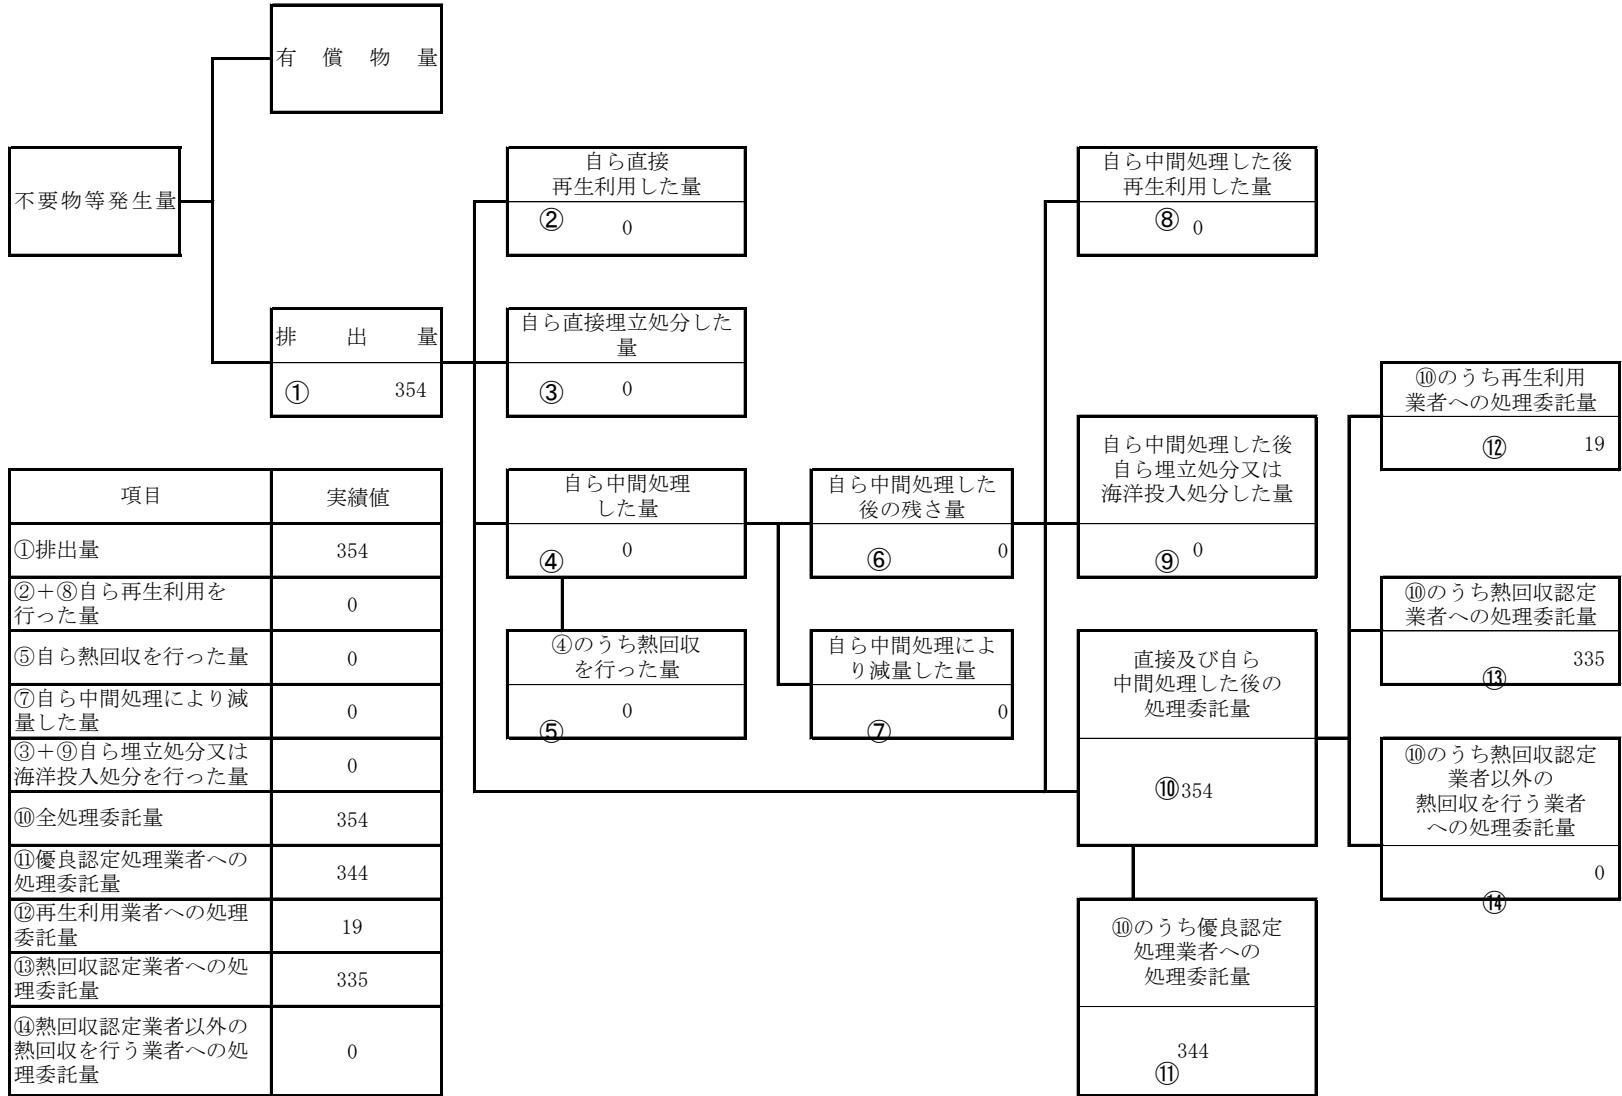 有償物量
不要物等発生量
排出量
① 354
自ら直接
再生利用した量
② 0
自ら直接埋立処分した
量
③ 0
自ら中間処理
した量
④ 0
④のうち熱回収
を行った量
⑤ 0
自ら中間処理した
後の残さ量
⑥ 0
自ら中間処理によ
り減量した量
⑦ 0
自ら中間処理した後
再生利用した量
⑧ 0
自ら中間処理した後
自ら埋立処分又は
海洋投入処分した量
⑨ 0
直接及び自ら
中間処理した後の
処理委託量
⑩354
⑩のうち優良認定
処理業者への
処理委託量
344
⑪
⑩のうち再生利用
業者への処理委託量
⑫ 19
⑩のうち熱回収認定
業者への処理委託量
335
⑬
⑩のうち熱回収認定
業者以外の
熱回収を行う業者
への処理委託量
0
⑭
項目 実績値
①排出量 354
②+⑧自ら再生利用を
行った量 0
⑤自ら熱回収を行った量 0
⑦自ら中間処理により減
量した量 0
③+⑨自ら埋立処分又は
海洋投入処分を行った量 0
⑩全処理委託量 354
⑪優良認定処理業者への
処理委託量 344
⑫再生利用業者への処理
委託量 19
⑬熱回収認定業者への処
理委託量 335
⑭熱回収認定業者以外の
熱回収を行う業者への処
理委託量 0